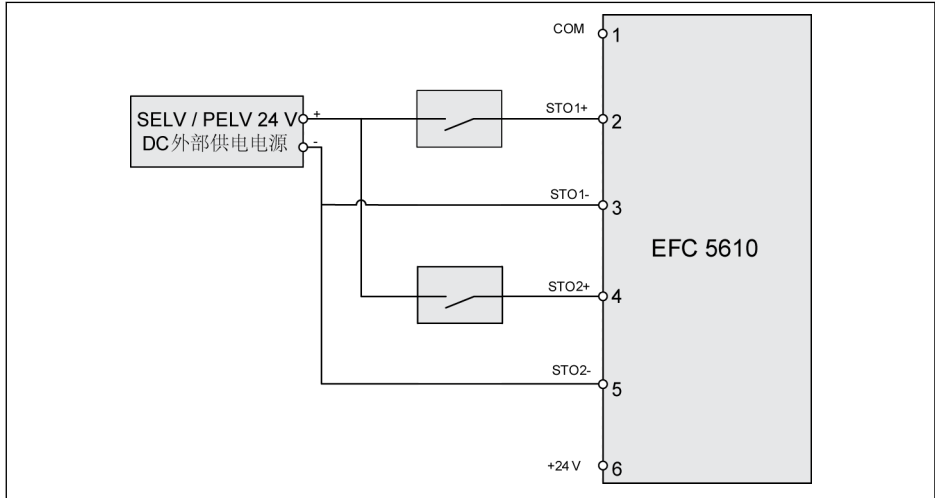 COM
1
SELV / PELV 24 V
DC外部供电电源
+
-
STO1+
2
STO1-
3
EFC 5610
STO2+
4
STO2-
5
+24 V
6